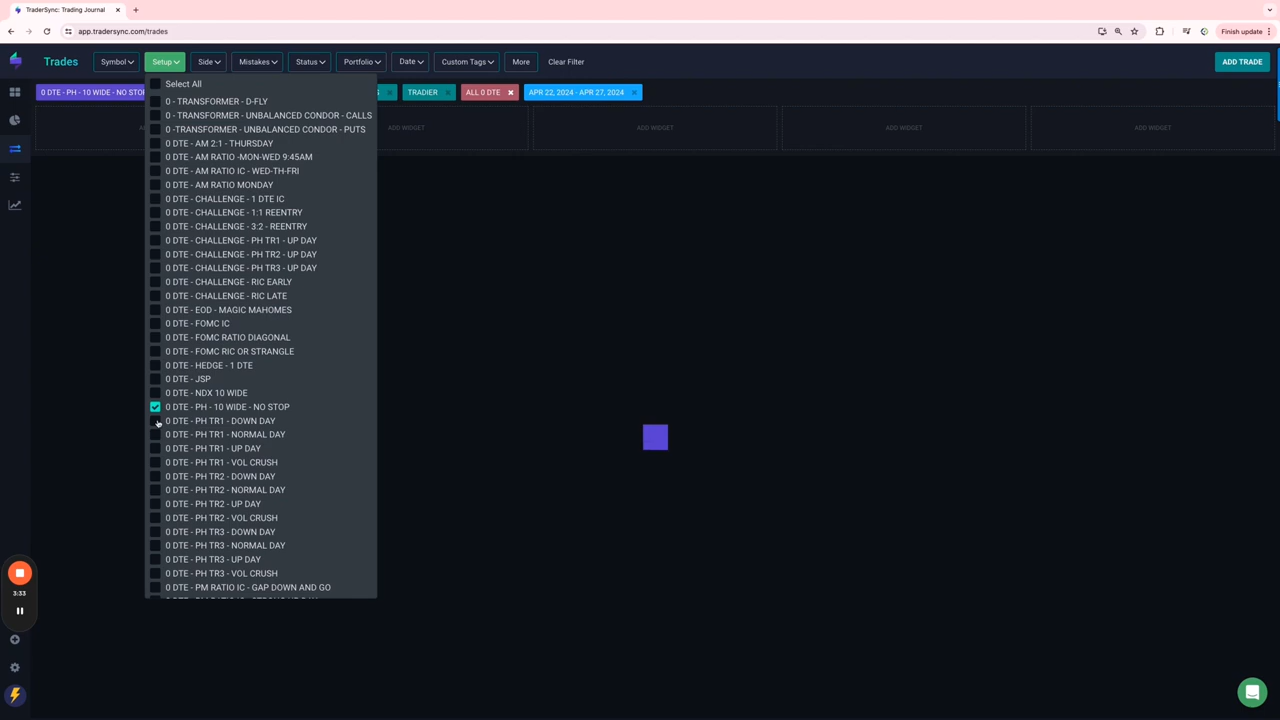 TraderSync: Trading Journal
app.tradersync.com/trades
Finish update
Trades
Symbol
Setup
Side
Mistakes
Status
Portfolio
Date
Custom Tags
More
Clear Filter
ADD TRADE
0 DTE - PH - 10 WIDE - NO STOP
TRADIER
ALL 0 DTE
APR 22, 2024 - APR 27, 2024
ADD WIDGET
ADD WIDGET
ADD WIDGET
Select All
0 - TRANSFORMER - D-FLY
0 - TRANSFORMER - UNBALANCED CONDOR - CALLS
0 -TRANSFORMER - UNBALANCED CONDOR - PUTS
0 DTE - AM 2:1 - THURSDAY
0 DTE - AM RATIO -MON-WED 9:45AM
0 DTE - AM RATIO IC - WED-TH-FRI
0 DTE - AM RATIO MONDAY
0 DTE - CHALLENGE - 1 DTE IC
0 DTE - CHALLENGE - 1:1 REENTRY
0 DTE - CHALLENGE - 3:2 - REENTRY
0 DTE - CHALLENGE - PH TR1 - UP DAY
0 DTE - CHALLENGE - PH TR2 - UP DAY
0 DTE - CHALLENGE - PH TR3 - UP DAY
0 DTE - CHALLENGE - RIC EARLY
0 DTE - CHALLENGE - RIC LATE
0 DTE - EOD - MAGIC MAHOMES
0 DTE - FOMC IC
0 DTE - FOMC RATIO DIAGONAL
0 DTE - FOMC RIC OR STRANGLE
0 DTE - HEDGE - 1 DTE
0 DTE - JSP
0 DTE - NDX 10 WIDE
0 DTE - PH - 10 WIDE - NO STOP
0 DTE - PH TR1 - DOWN DAY
0 DTE - PH TR1 - NORMAL DAY
0 DTE - PH TR1 - UP DAY
0 DTE - PH TR1 - VOL CRUSH
0 DTE - PH TR2 - DOWN DAY
0 DTE - PH TR2 - NORMAL DAY
0 DTE - PH TR2 - UP DAY
0 DTE - PH TR2 - VOL CRUSH
0 DTE - PH TR3 - DOWN DAY
0 DTE - PH TR3 - NORMAL DAY
0 DTE - PH TR3 - UP DAY
0 DTE - PH TR3 - VOL CRUSH
0 DTE - PM RATIO IC - GAP DOWN AND GO
3:33